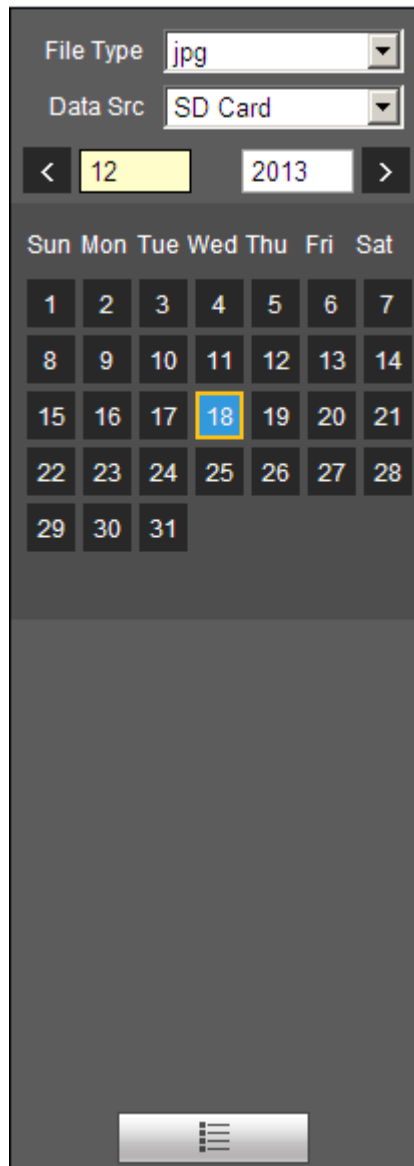 File Type jpg
Data Src SD Card
< 12 2013 >
Sun Mon Tue Wed Thu Fri Sat
1 2 3 4 5 6 7
8 9 10 11 12 13 14
15 16 17 18 19 20 21
22 23 24 25 26 27 28
29 30 31